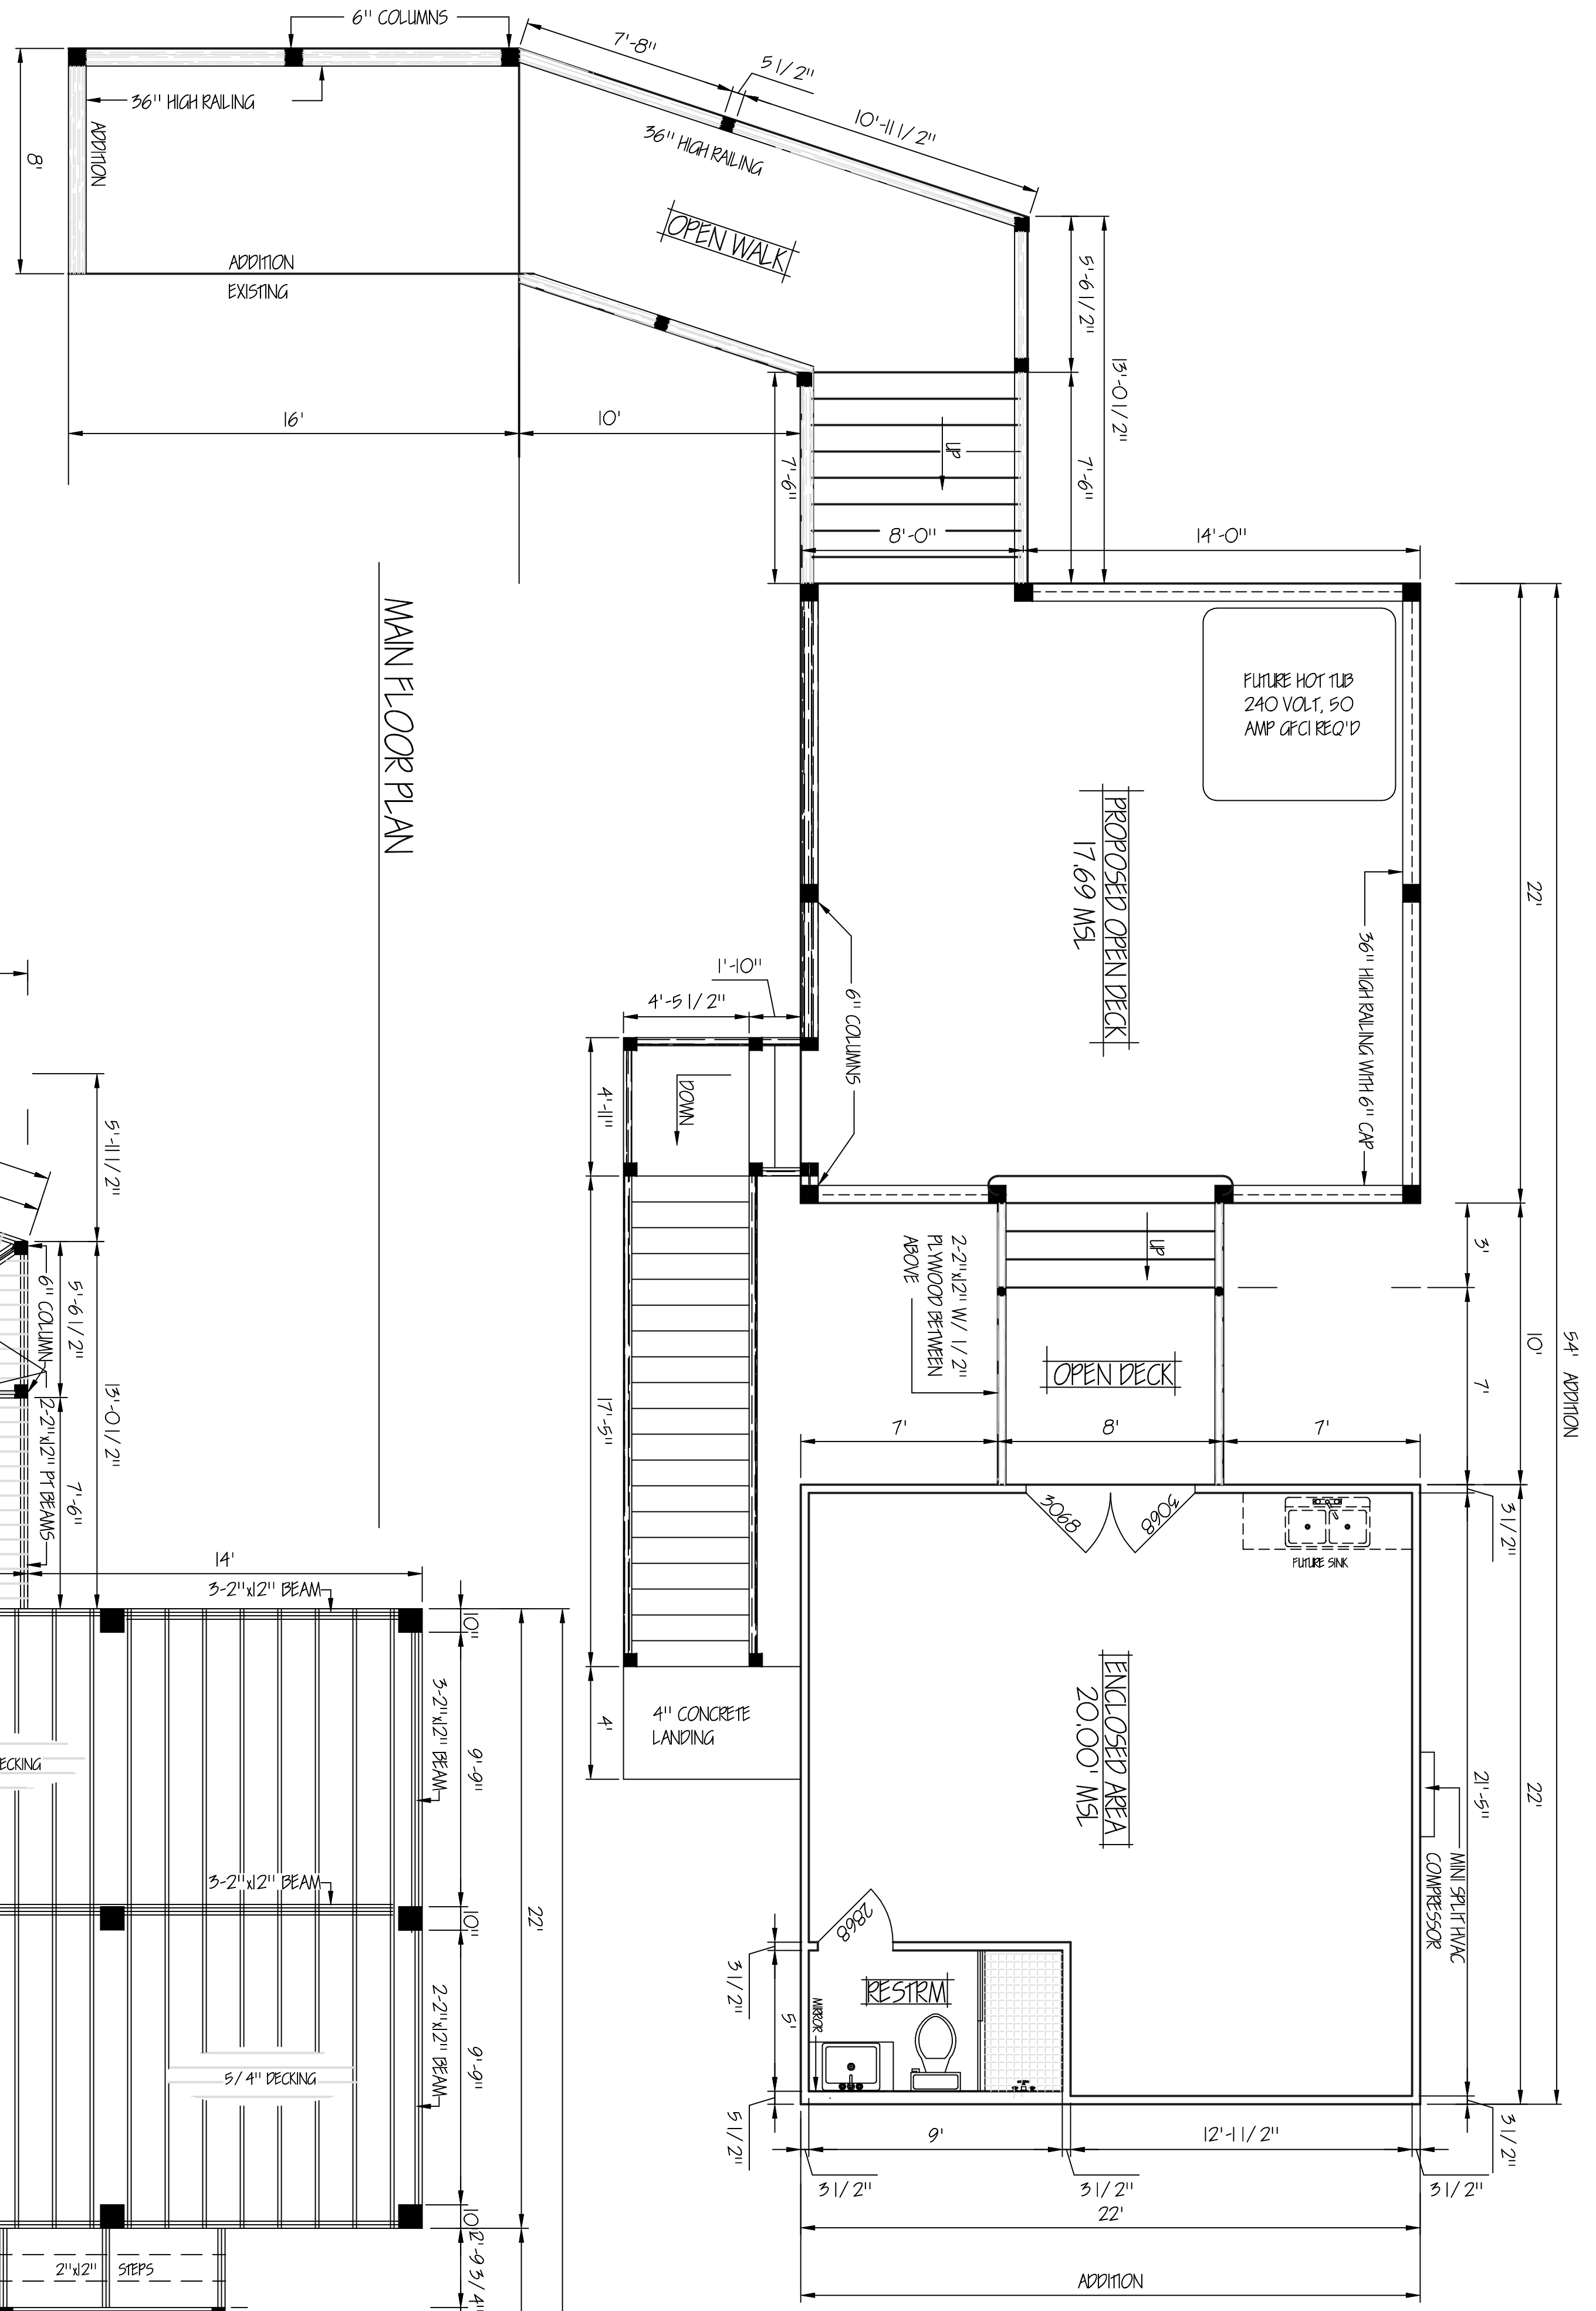 6" COLUMNS
7'-8"
5 1/2"
10'-11 1/2"
36" HIGH RAILING
36" HIGH RAILING
8'
ADDITION
OPEN WALK
ADDITION
EXISTING
5'-6 1/2"
13'-0 1/2"
16'
10'
7'-6"
UP
7'-6"
8'-0"
14'-0"
MAIN FLOOR PLAN
FUTURE HOT TUB
240 VOLT, 50
AMP GFCI REQ'D
PROPOSED OPEN DECK
17.69 MSL
22'
36" HIGH RAILING WITH 6" CAP
6" COLUMNS
1'-10"
4'-5 1/2"
4'-11"
DOWN
5'-11 1/2"
UP
3'
2-2"x12" W/ 1/2"
PLYWOOD BETWEEN
ABOVE
OPEN DECK
10'
7'
54' ADDITION
7'
8'
7'
17'-5"
6" COLUMN
5'-6 1/2"
13'-0 1/2"
2-2"x12" PT BEAMS
7'-6"
3068
3068
FUTURE SINK
3 1/2"
14'
3-2"x12" BEAM
10"
3-2"x12" BEAM
9'-9"
ECKING
4'
4" CONCRETE
LANDING
ENCLOSED AREA
20.00' MSL
21'-5"
22'
MINI SPLIT HVAC
COMPRESSOR
3-2"x12" BEAM
10"
22'
2868
3 1/2"
RESTRM
MIRROR
5'
2-2"x12" BEAM
9'-9"
5/4" DECKING
5 1/2"
9'
12'-1 1/2"
3 1/2"
3 1/2"
3 1/2"
3 1/2"
22'
10"
2'-9 3/4"
2"x12" STEPS
ADDITION